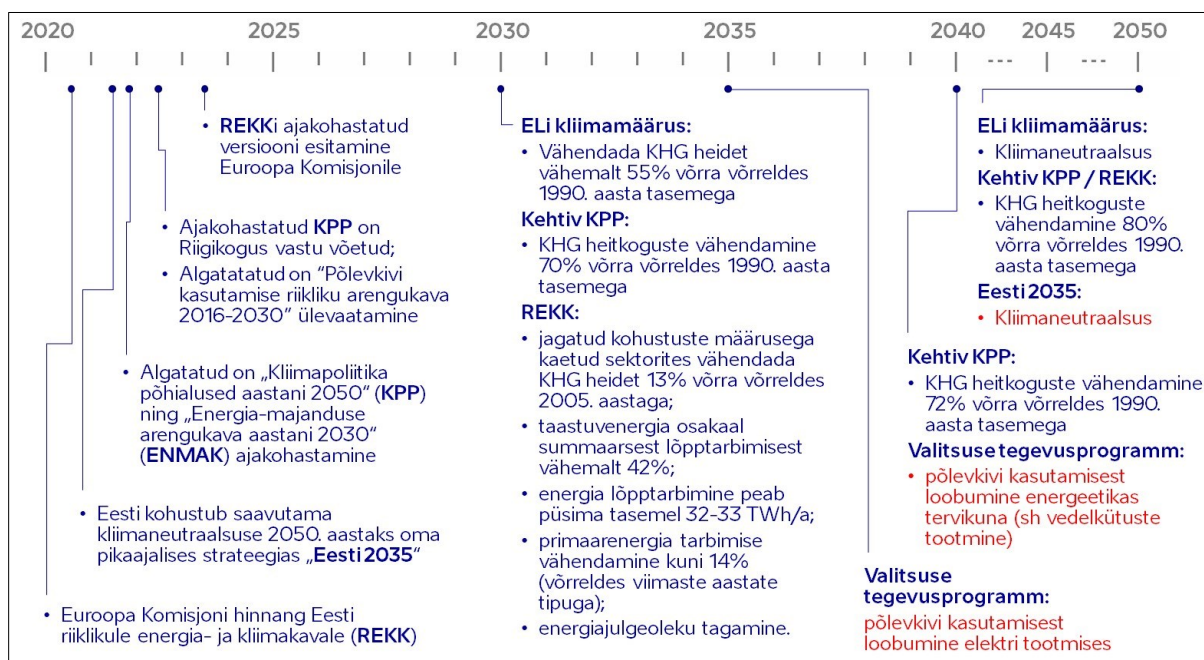 2020 2025 2030 2035 2040 2045 2050
--- ---
• REKKi ajakohastatud
versiooni esitamine
Euroopa Komisjonile
• Ajakohastatud KPP on
Riigikogus vastu võetud;
• Algatatatud on "Põlevkivi
kasutamise riikliku arengukava
2016-2030" ülevaatamine
• Algatatud on „Kliimapoliitika
põhialused aastani 2050" (KPP)
ning „Energia-majanduse
arengukava aastani 2030"
(ENMAK) ajakohastamine
• Eesti kohustub saavutama
kliimaneutraalsuse 2050. aastaks oma
pikaajalises strateegias „Eesti 2035"
• Euroopa Komisjoni hinnang Eesti
riiklikule energia- ja kliimakavale (REKK)
ELi kliimamäärus:
• Vähendada KHG heidet
vähemalt 55% võrra võrreldes
1990. aasta tasemega
Kehtiv KPP:
• KHG heitkoguste vähendamine
70% võrra võrreldes 1990. aasta
tasemega
REKK:
• jagatud kohustuste määrusega
kaetud sektorites vähendada
KHG heidet 13% võrra võrreldes
2005. aastaga;
• taastuvenergia osakaal
summaarsest lõpptarbimisest
vähemalt 42%;
• energia lõpptarbimine peab
püsima tasemel 32-33 TWh/a;
• primaarenergia tarbimise
vähendamine kuni 14%
(võrreldes viimaste aastate
tipuga);
• energiajulgeoleku tagamine.
Valitsuse
tegevusprogramm:
põlevkivi kasutamisest
loobumine elektri tootmises
Kehtiv KPP:
• KHG heitkoguste vähendamine
72% võrra võrreldes 1990.
aasta tasemega
Valitsuse tegevusprogramm:
• põlevkivi kasutamisest
loobumine energeetikas
tervikuna (sh vedelkütuste
tootmine)
ELi kliimamäärus:
• Kliimaneutraalsus
Kehtiv KPP / REKK:
• KHG heitkoguste
vähendamine 80%
võrra võrreldes 1990.
aasta tasemega
Eesti 2035:
• Kliimaneutraalsus